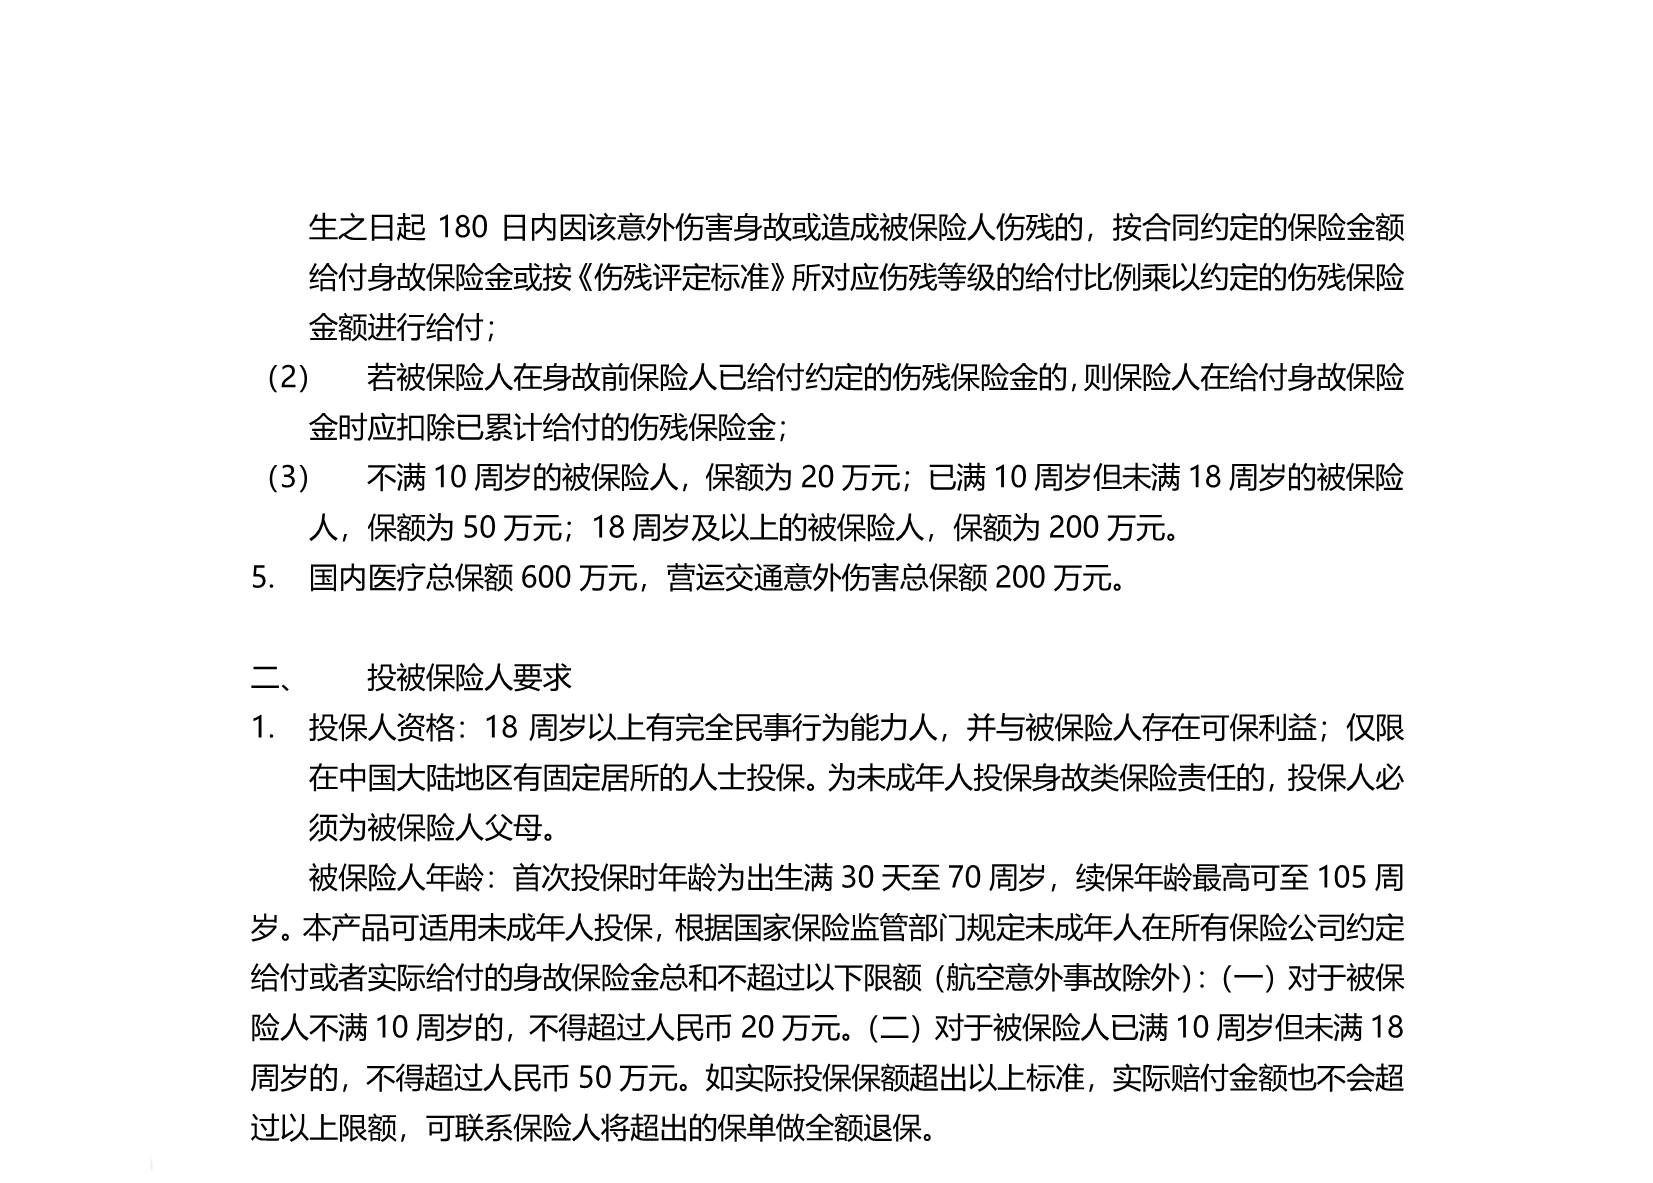 生之日起 180 日内因该意外伤害身故或造成被保险人伤残的，按合同约定的保险金额
给付身故保险金或按《伤残评定标准》所对应伤残等级的给付比例乘以约定的伤残保险
金额进行给付；
（2） 若被保险人在身故前保险人已给付约定的伤残保险金的，则保险人在给付身故保险
金时应扣除已累计给付的伤残保险金；
（3） 不满 10 周岁的被保险人，保额为 20 万元；已满 10 周岁但未满 18 周岁的被保险
人，保额为 50 万元；18 周岁及以上的被保险人，保额为 200 万元。
5. 国内医疗总保额 600 万元，营运交通意外伤害总保额 200 万元。
二、 投被保险人要求
1. 投保人资格：18 周岁以上有完全民事行为能力人，并与被保险人存在可保利益；仅限
在中国大陆地区有固定居所的人士投保。为未成年人投保身故类保险责任的，投保人必
须为被保险人父母。
被保险人年龄：首次投保时年龄为出生满 30 天至 70 周岁，续保年龄最高可至 105 周
岁。本产品可适用未成年人投保，根据国家保险监管部门规定未成年人在所有保险公司约定
给付或者实际给付的身故保险金总和不超过以下限额（航空意外事故除外）：（一）对于被保
险人不满 10 周岁的，不得超过人民币 20 万元。（二）对于被保险人已满 10 周岁但未满 18
周岁的，不得超过人民币 50 万元。如实际投保保额超出以上标准，实际赔付金额也不会超
过以上限额，可联系保险人将超出的保单做全额退保。